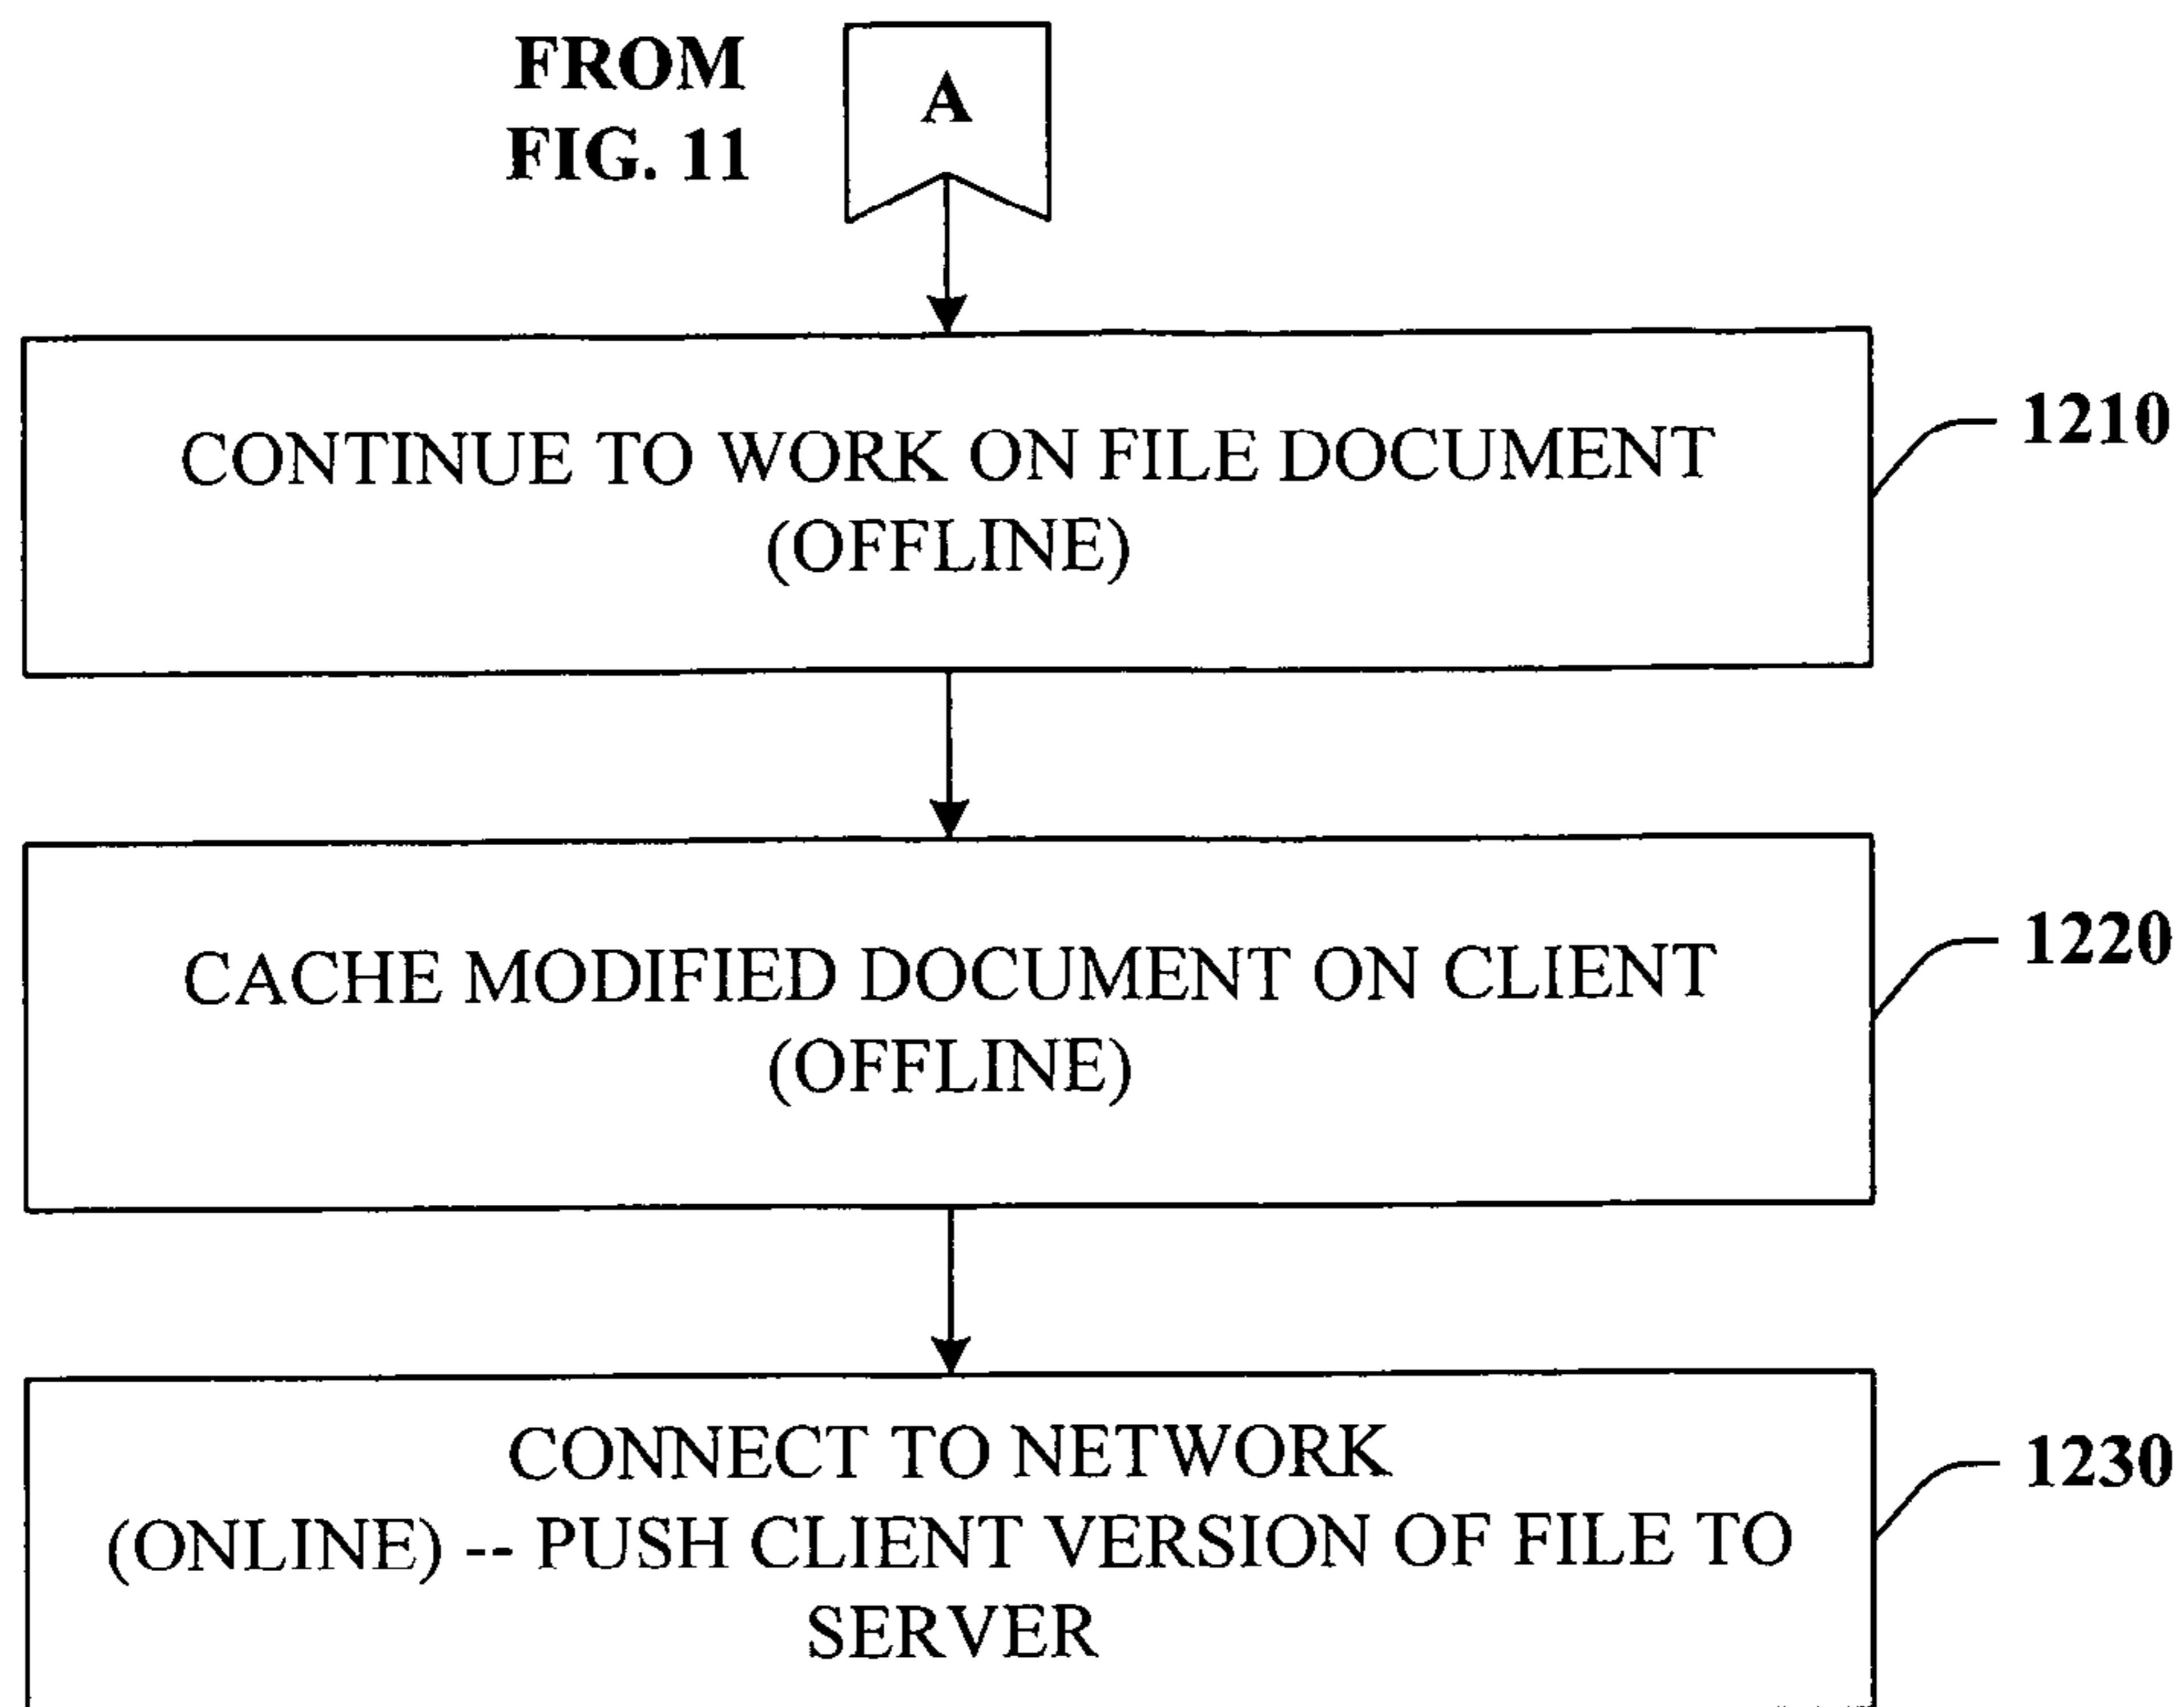 FROM
FIG. 11
A
CONTINUE TO WORK ON FILE DOCUMENT
(OFFLINE)
1210
CACHE MODIFIED DOCUMENT ON CLIENT
(OFFLINE)
1220
CONNECT TO NETWORK
(ONLINE) -- PUSH CLIENT VERSION OF FILE TO
SERVER
1230